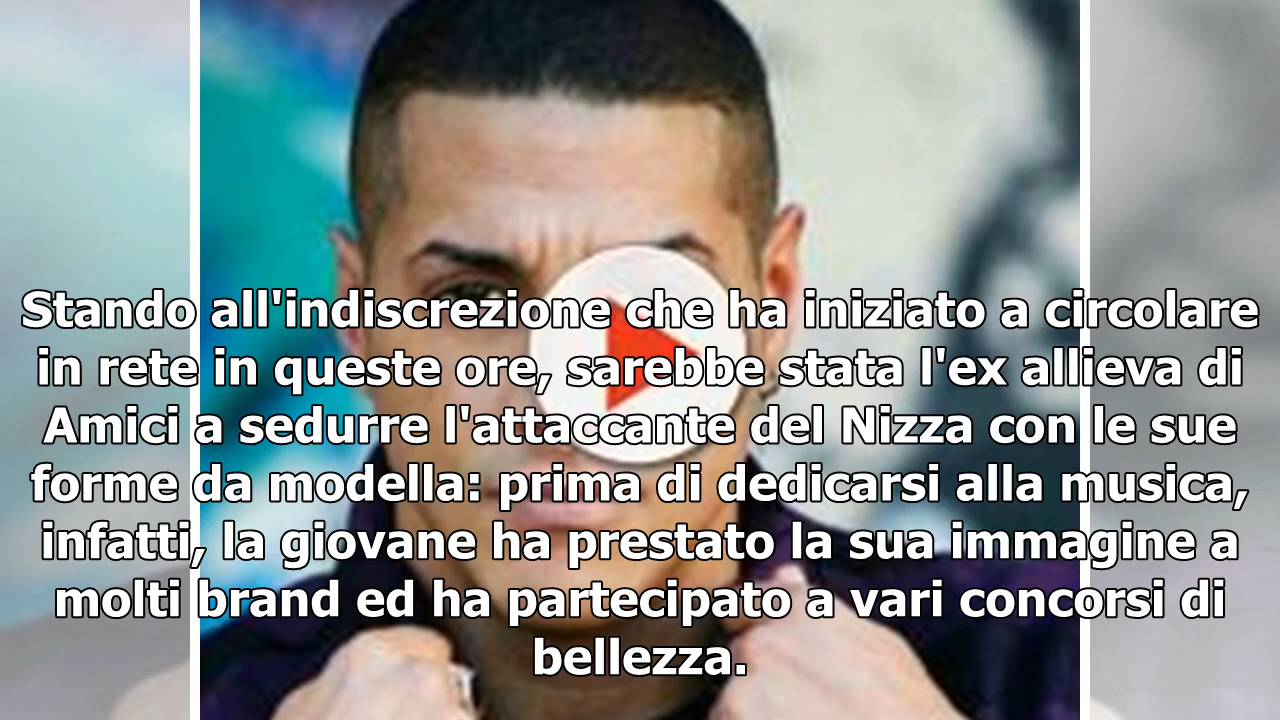 Stando all'indiscrezione che ha iniziato a circolare
in rete in queste ore, sarebbe stata l'ex allieva di
Amici a sedurre l'attaccante del Nizza con le sue
forme da modella: prima di dedicarsi alla musica,
infatti, la giovane ha prestato la sua immagine a
molti brand ed ha partecipato a vari concorsi di
bellezza.